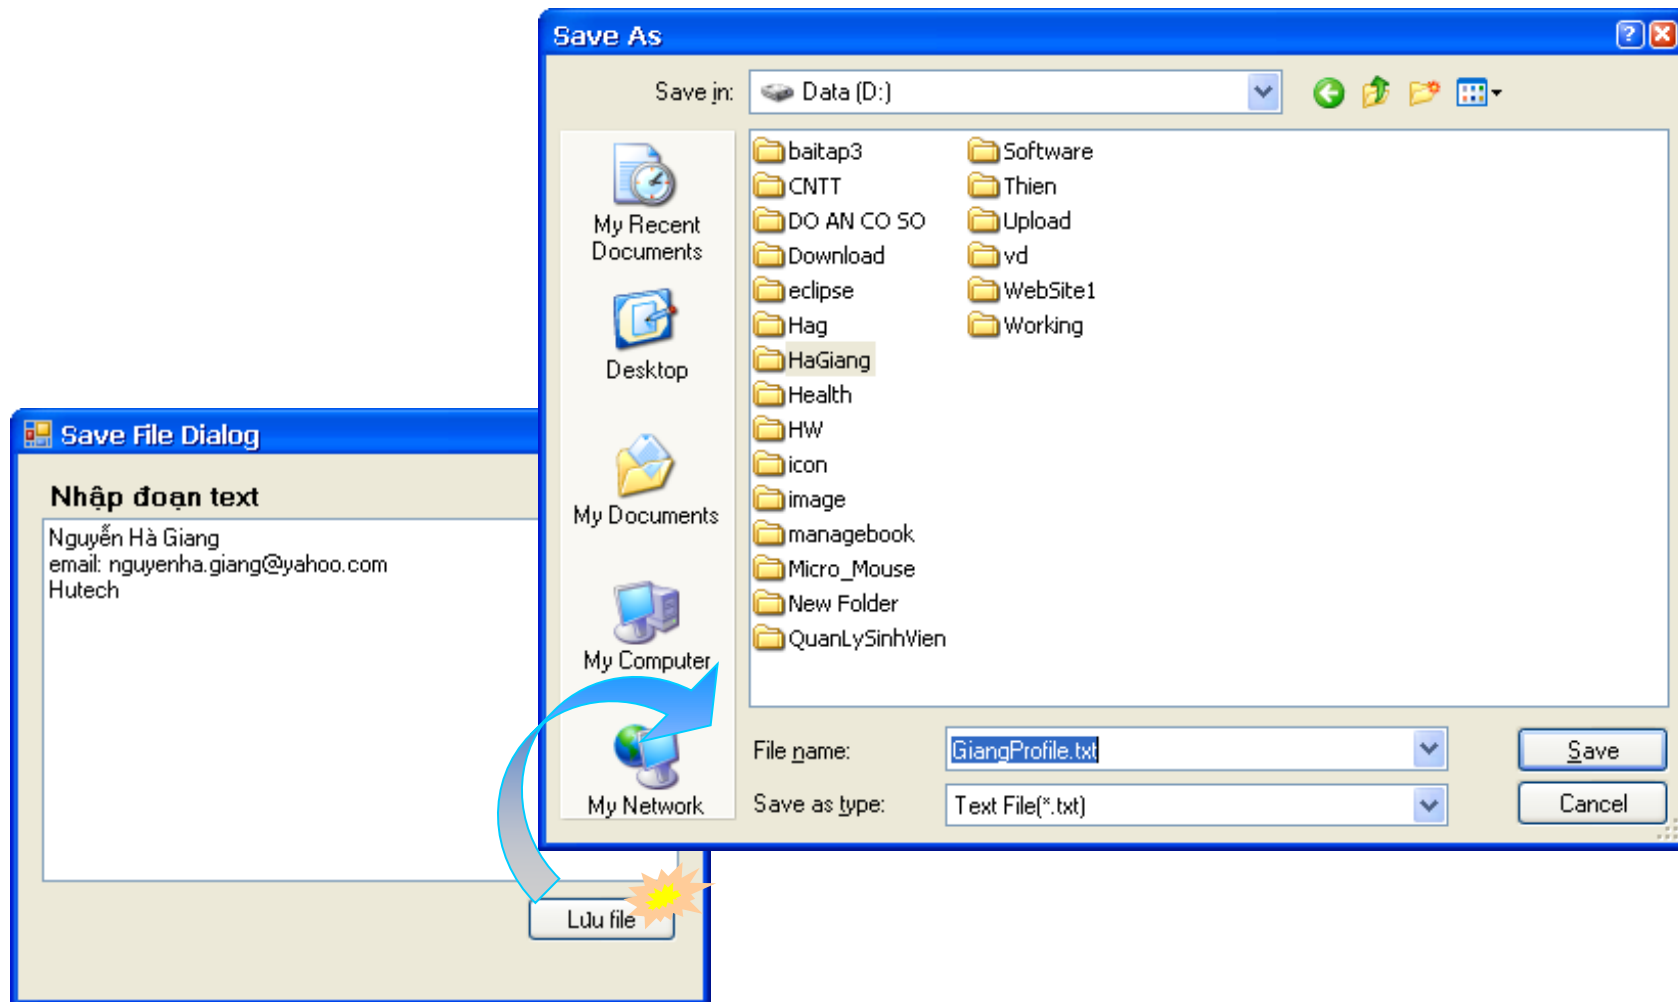 Save As
Save in:
Data (D:)
My Recent
Documents
Desktop
My Documents
My Computer
My Network
baitap3
CNTT
DO AN CO SO
Download
eclipse
Hag
HaGiang
Health
HW
icon
image
managebook
Micro_Mouse
New Folder
QuanLySinhVien
Software
Thien
Upload
vd
WebSite1
Working
File name:
GiangProfile.txt
Save
Save as type:
Text File(*.txt)
Cancel
Save File Dialog
Nhập đoạn text
Nguyễn Hà Giang
email: nguyenha.giang@yahoo.com
Hutech
Lưu file